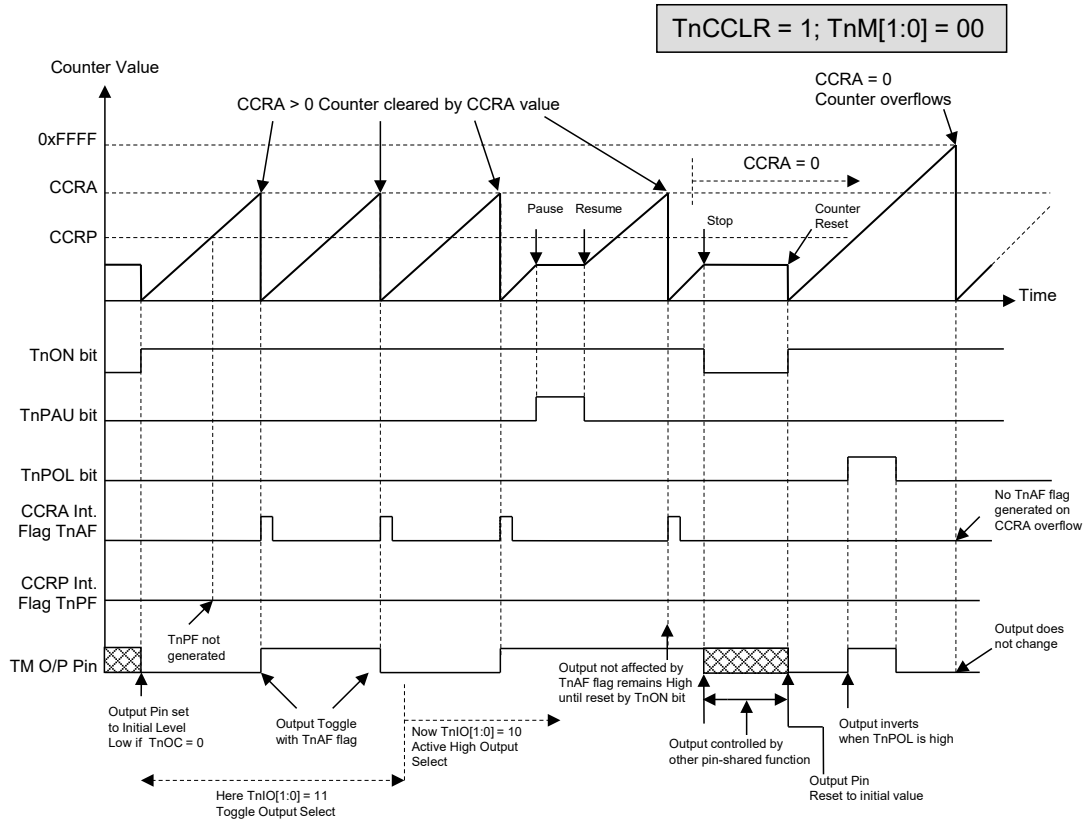 TnCCLR = 1; TnM[1:0] = 00
Counter Value
CCRA > 0 Counter cleared by CCRA value
CCRA = 0
Counter overflows
0xFFFF
CCRA = 0
CCRA
Pause
Resume
Stop
Counter
Reset
CCRP
Time
TnON bit
TnPAU bit
TnPOL bit
No TnAF flag
generated on
CCRA overflow
CCRA Int.
Flag TnAF
CCRP Int.
Flag TnPF
TnPF not
generated
Output does
not change
TM O/P Pin
Output not affected by
TnAF flag remains High
until reset by TnON bit
Output Pin set
to Initial Level
Low if TnOC = 0
Output Toggle
with TnAF flag
Now TnIO[1:0] = 10
Active High Output
Select
Output controlled by
other pin-shared function
Output inverts
when TnPOL is high
Output Pin
Reset to initial value
Here TnIO[1:0] = 11
Toggle Output Select